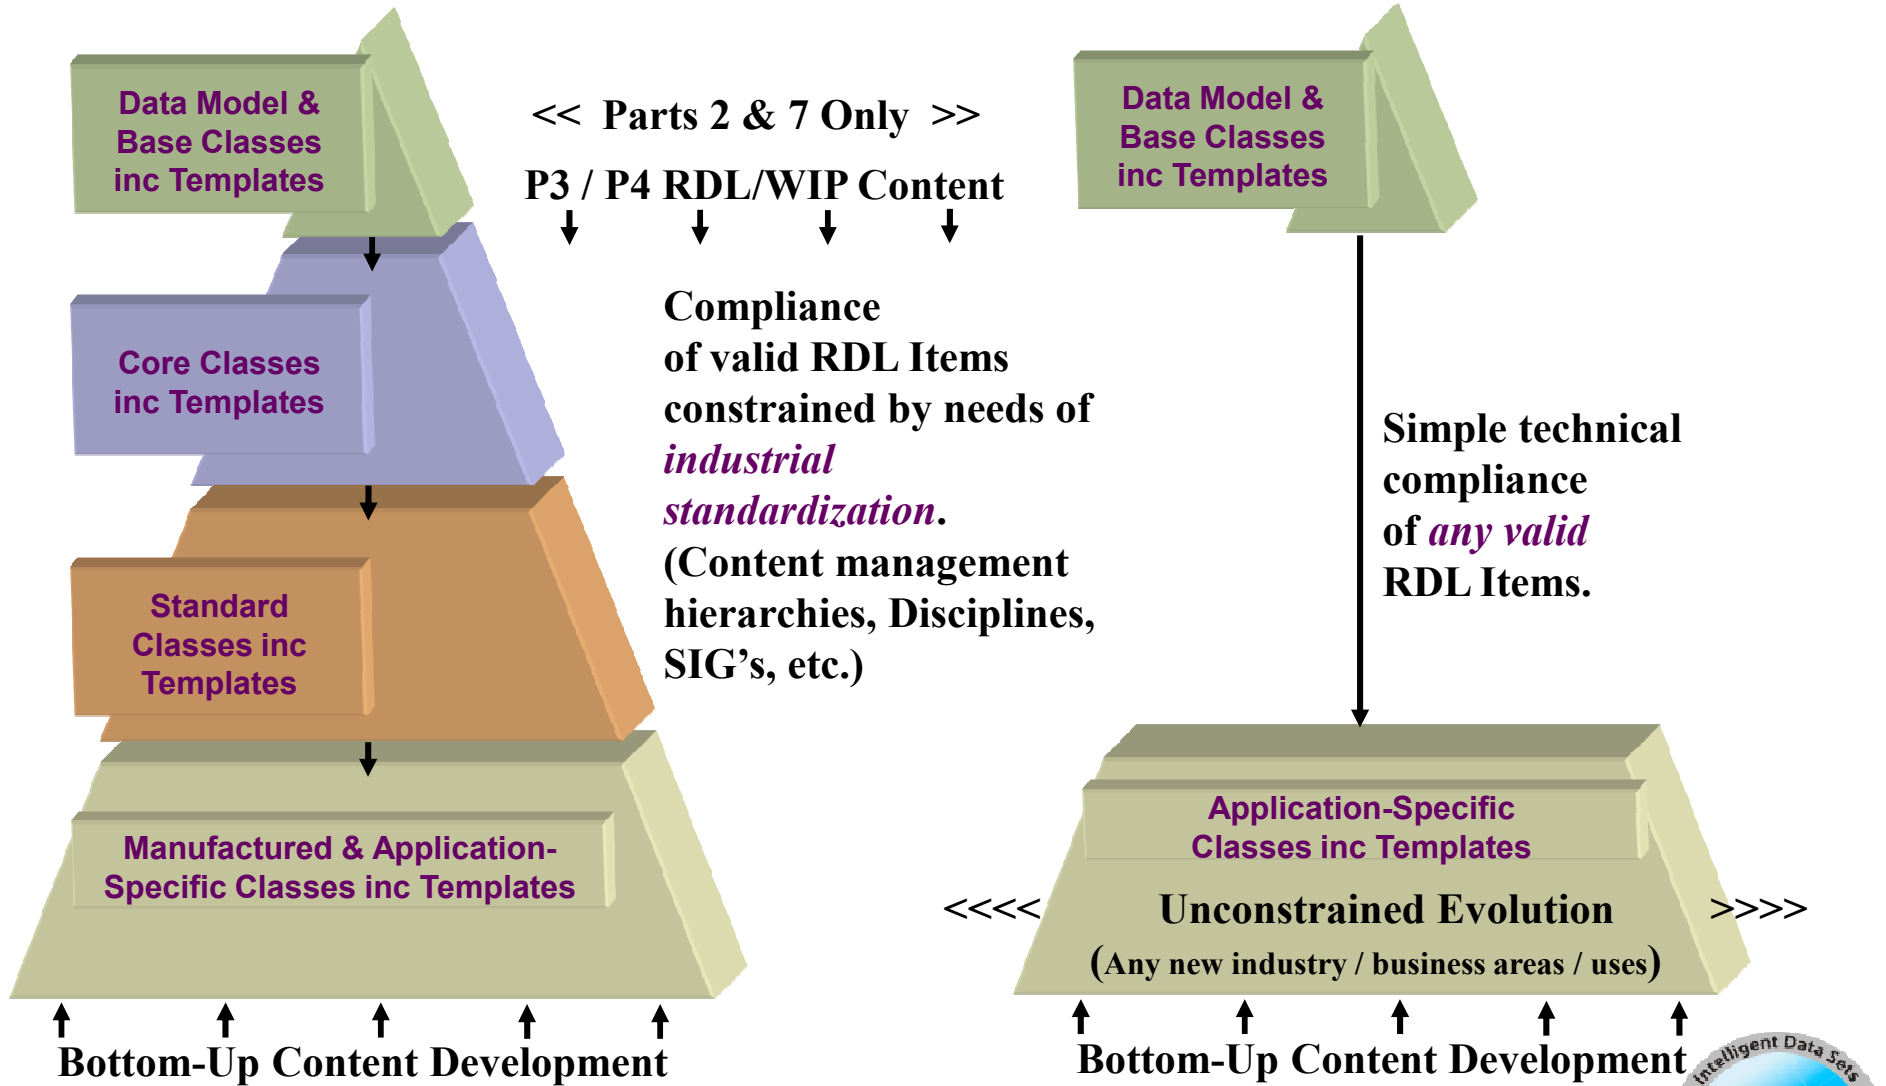 Data Model &
Base Classes
inc Templates
Core Classes
inc Templates
Standard
Classes inc
Templates
Manufactured & Application-
Specific Classes inc Templates
Bottom-Up Content Development
<< Parts 2 & 7 Only >>
P3 / P4 RDL/WIP Content
Compliance
of valid RDL Items
constrained by needs of
industrial
standardization.
(Content management
hierarchies, Disciplines,
SIG’s, etc.)
Data Model &
Base Classes
inc Templates
Simple technical
compliance
of any valid
RDL Items.
Application-Specific
Classes inc Templates
<<<< Unconstrained Evolution >>>>
(Any new industry / business areas / uses)
Bottom-Up Content Development
Intelligent Data Sets